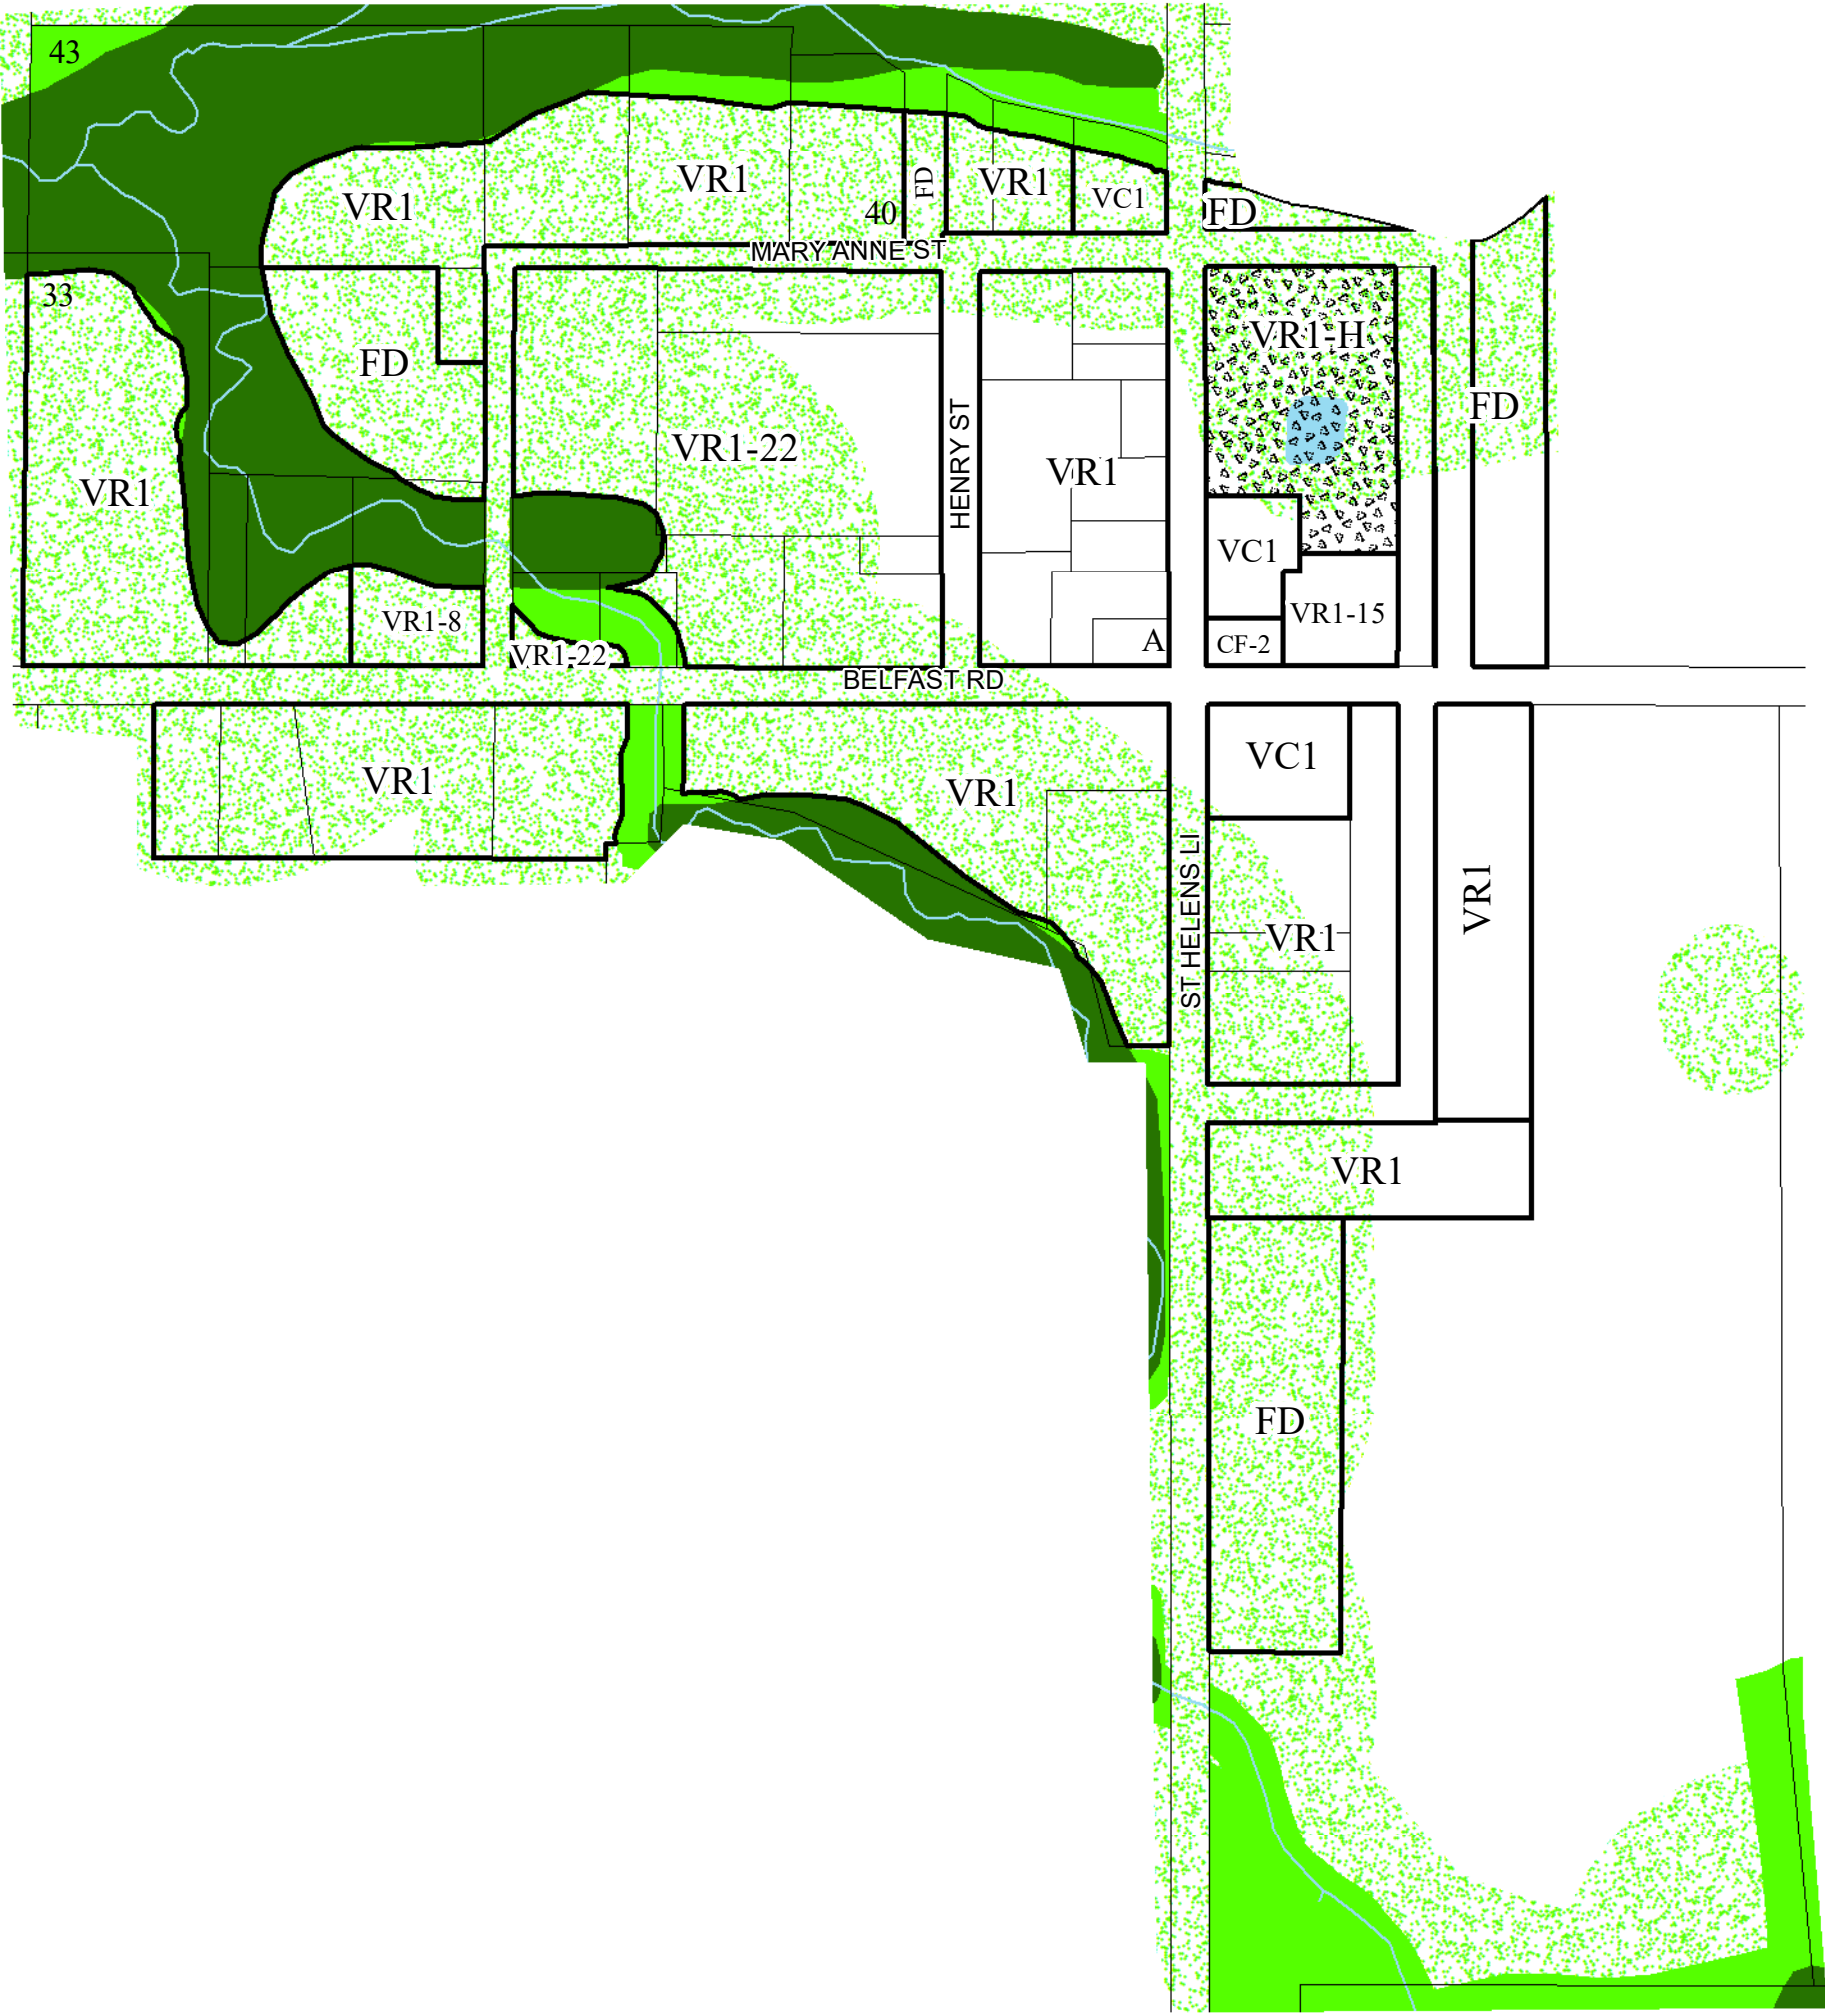 43
VR1
VR1
40
FD
VR1
VC1
FD
MARY ANNE ST
33
FD
VR1-H
FD
VR1-22
HENRY ST
VR1
VR1
VC1
VR1-8
VR1-15
VR1-22
A
CF-2
BELFAST RD
VR1
VR1
VC1
ST HELENS LI
VR1
VR1
VR1
FD